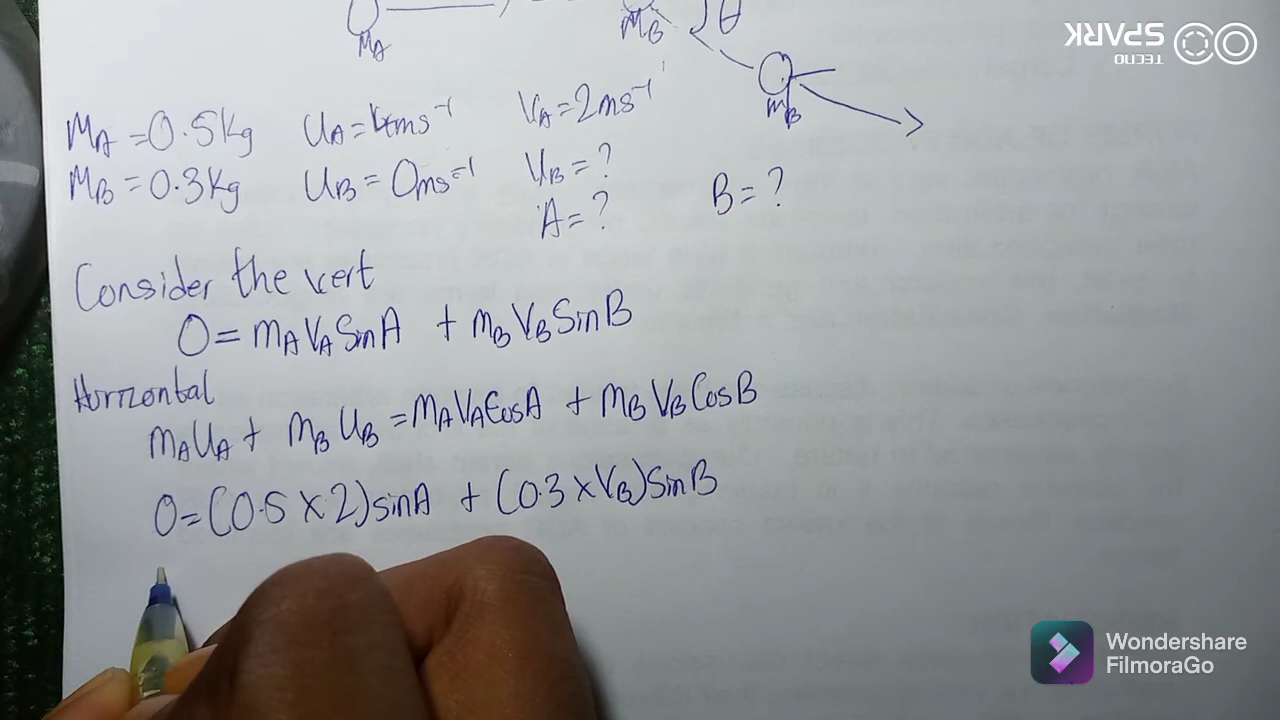 MA
MB
θ
MB
TECNO
SPARK
MA = 0.5Kg UA = 4ms⁻¹ VA = 2ms⁻¹
MB = 0.3Kg UB = 0ms⁻¹ VB = ?
A = ? B = ?
Consider the vert
0 = MAVASinA + MBVBSinB
Horizontal
MAUA + MBUB = MAVACosA + MBVBCosB
0 = (0.5 × 2)sinA + (0.3 × VB)SinB
Wondershare
FilmoraGo